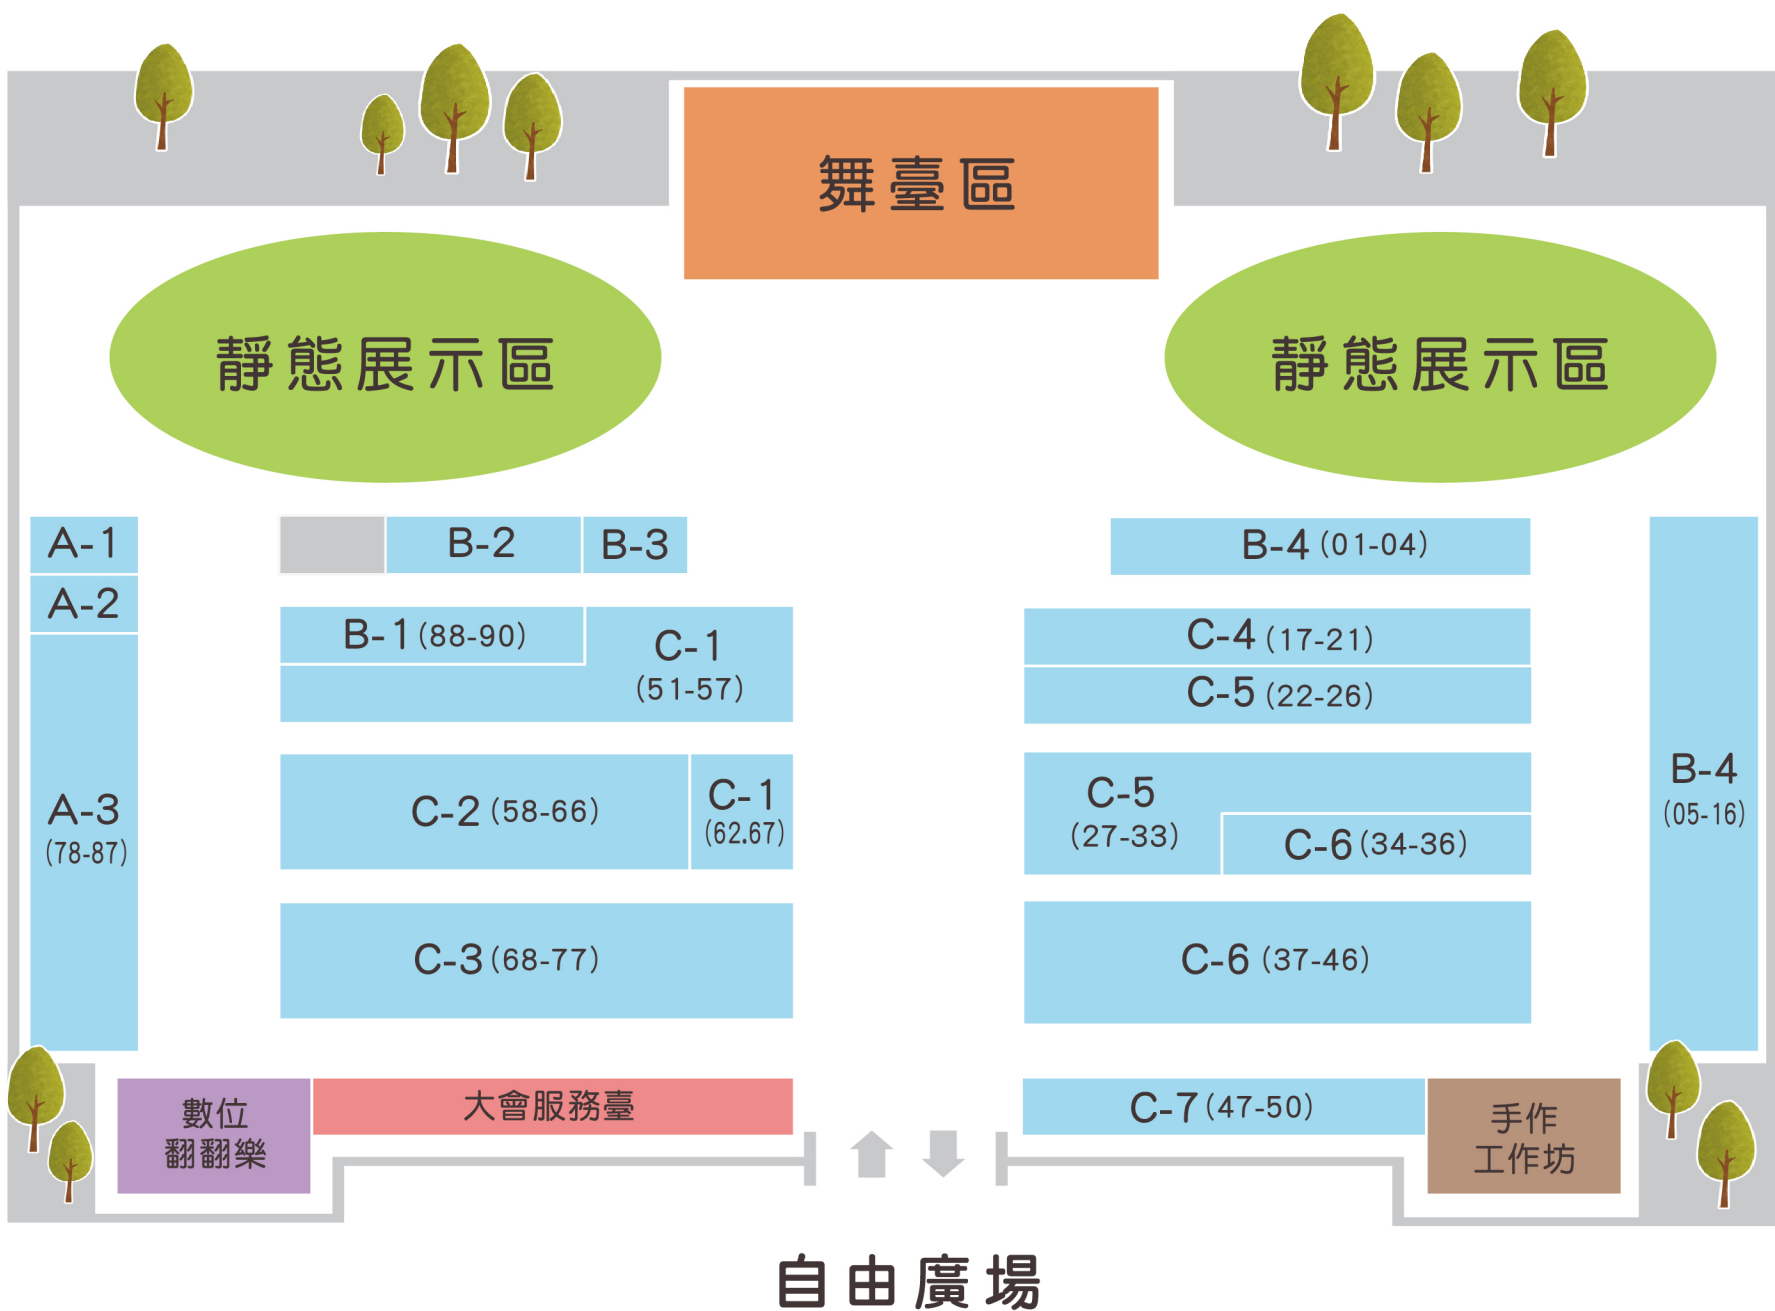 舞臺區
靜態展示區
靜態展示區
A-1
B-2
B-3
B-4 (01-04)
A-2
B-1 (88-90)
C-1
(51-57)
C-4 (17-21)
C-5 (22-26)
A-3
(78-87)
C-2 (58-66)
C-1
(62.67)
C-5
(27-33)
C-6 (34-36)
B-4
(05-16)
C-3 (68-77)
C-6 (37-46)
數位
翻翻樂
大會服務臺
C-7 (47-50)
手作
工作坊
自由廣場